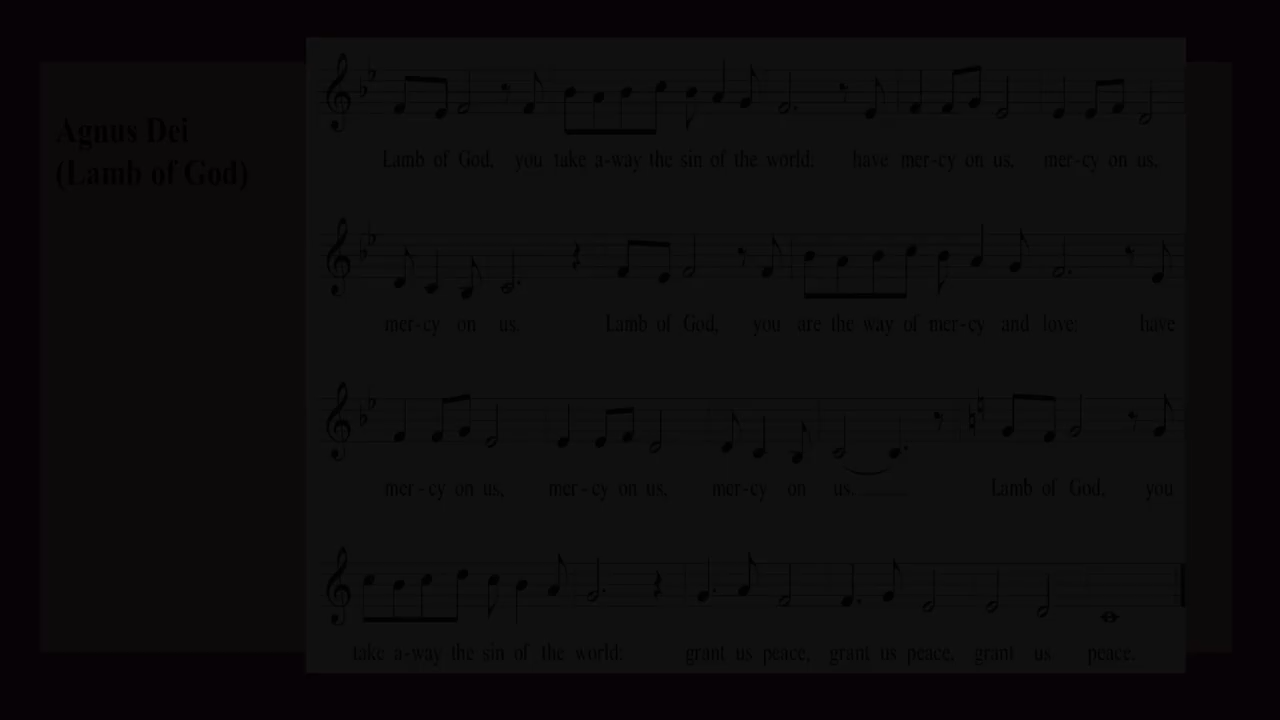 Agnus Dei
(Lamb of God)
Lamb of God, you take a-way the sin of the world: have mer-cy on us, mer-cy on us,
mer-cy on us. Lamb of God, you are the way of mer-cy and love: have
mer-cy on us, mer-cy on us, mer-cy on us. Lamb of God, you
take a-way the sin of the world: grant us peace, grant us peace, grant us peace.